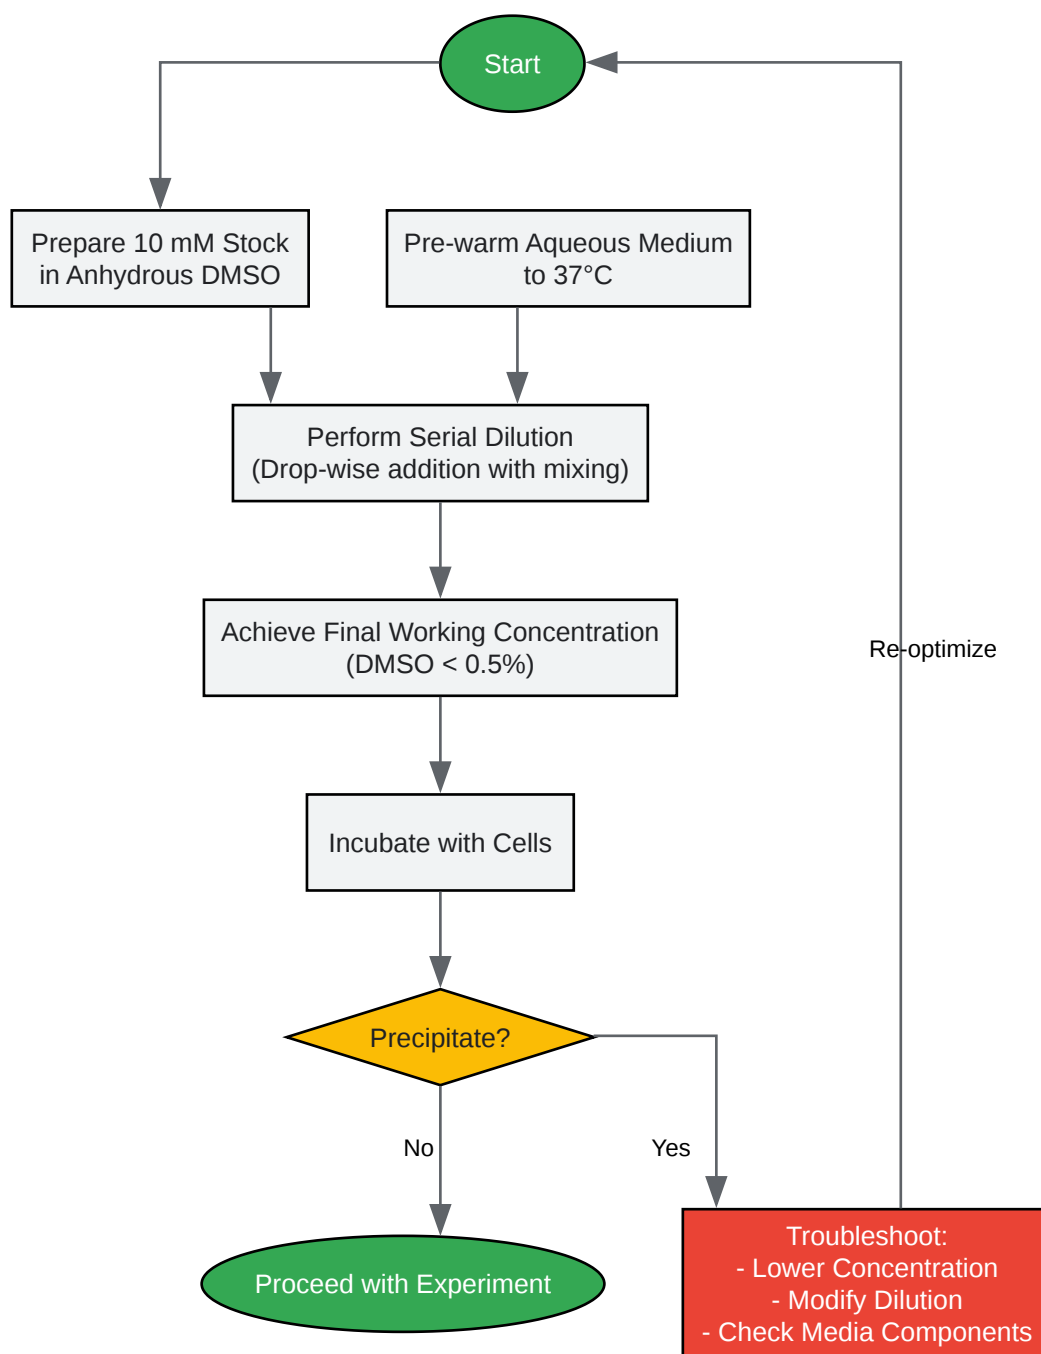 Start
Prepare 10 mM Stock
in Anhydrous DMSO
Pre-warm Aqueous Medium
to 37°C
Perform Serial Dilution
(Drop-wise addition with mixing)
Achieve Final Working Concentration
(DMSO < 0.5%)
Re-optimize
Incubate with Cells
Precipitate?
No
Yes
Proceed with Experiment
Troubleshoot:
- Lower Concentration
- Modify Dilution
- Check Media Components